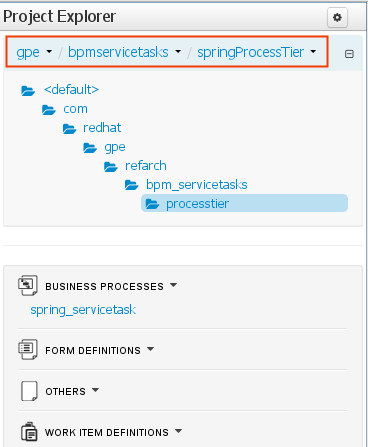 Project Explorer
gpe / bpmservicetasks / springProcessTier
<default>
com
redhat
gpe
refarch
bpm_servicetasks
processtier
BUSINESS PROCESSES
spring_servicetask
FORM DEFINITIONS
OTHERS
WORK ITEM DEFINITIONS